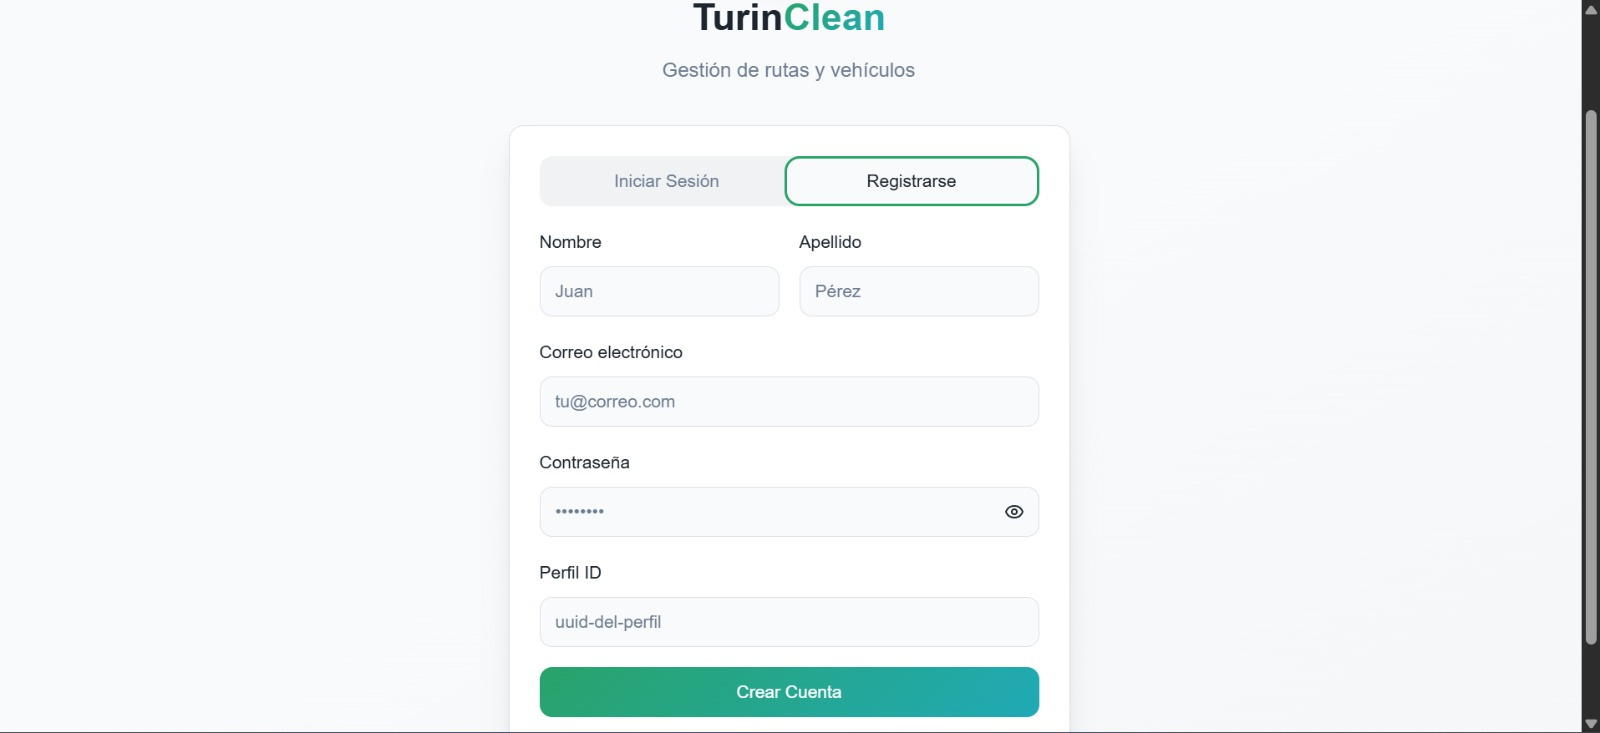 TurinClean
Gestión de rutas y vehículos
Iniciar Sesión Registrarse
Nombre Apellido
Juan Pérez
Correo electrónico
tu@correo.com
Contraseña
••••••••
Perfil ID
uuid-del-perfil
Crear Cuenta